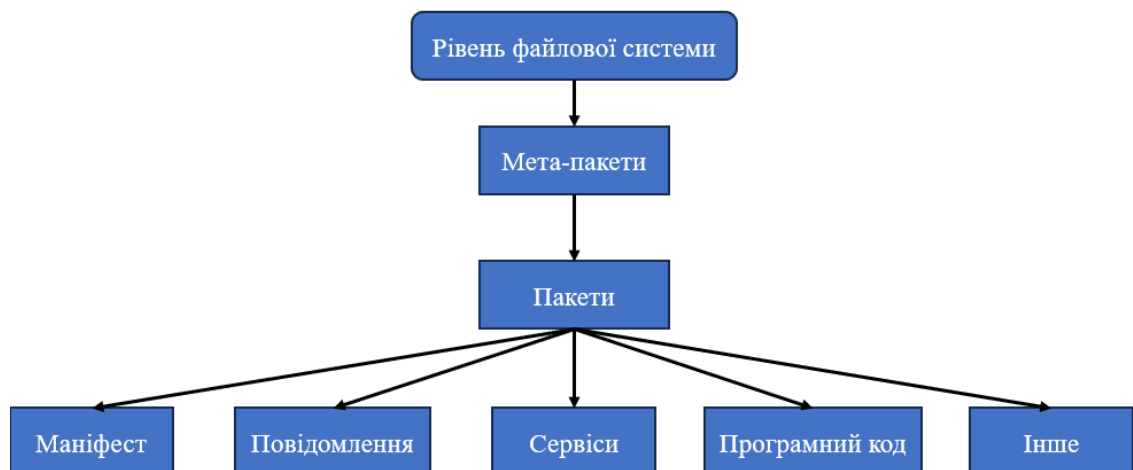 Рівень файлової системи
Мета-пакети
Пакети
Маніфест
Повідомлення
Сервіси
Програмний код
Інше